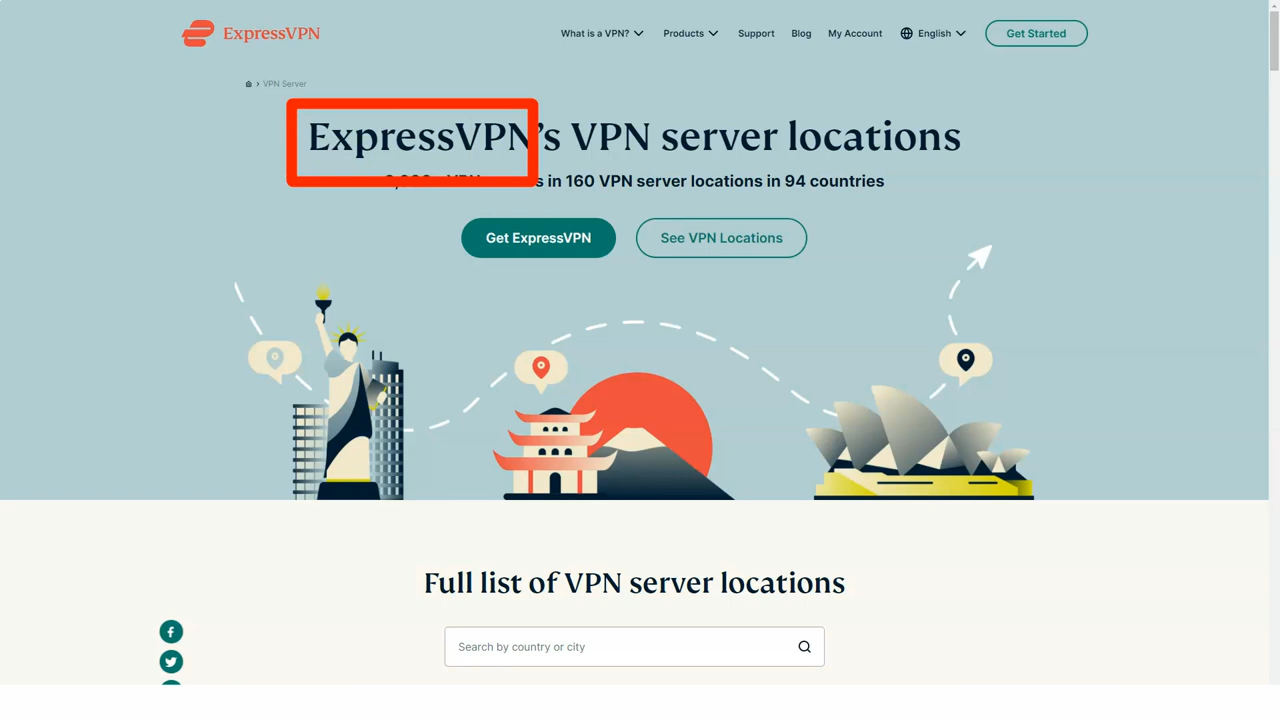 ExpressVPN
What is a VPN?
Products
Support
Blog
My Account
English
Get Started
VPN Server
ExpressVPN's VPN server locations
in 160 VPN server locations in 94 countries
Get ExpressVPN
See VPN Locations
Full list of VPN server locations
Search by country or city